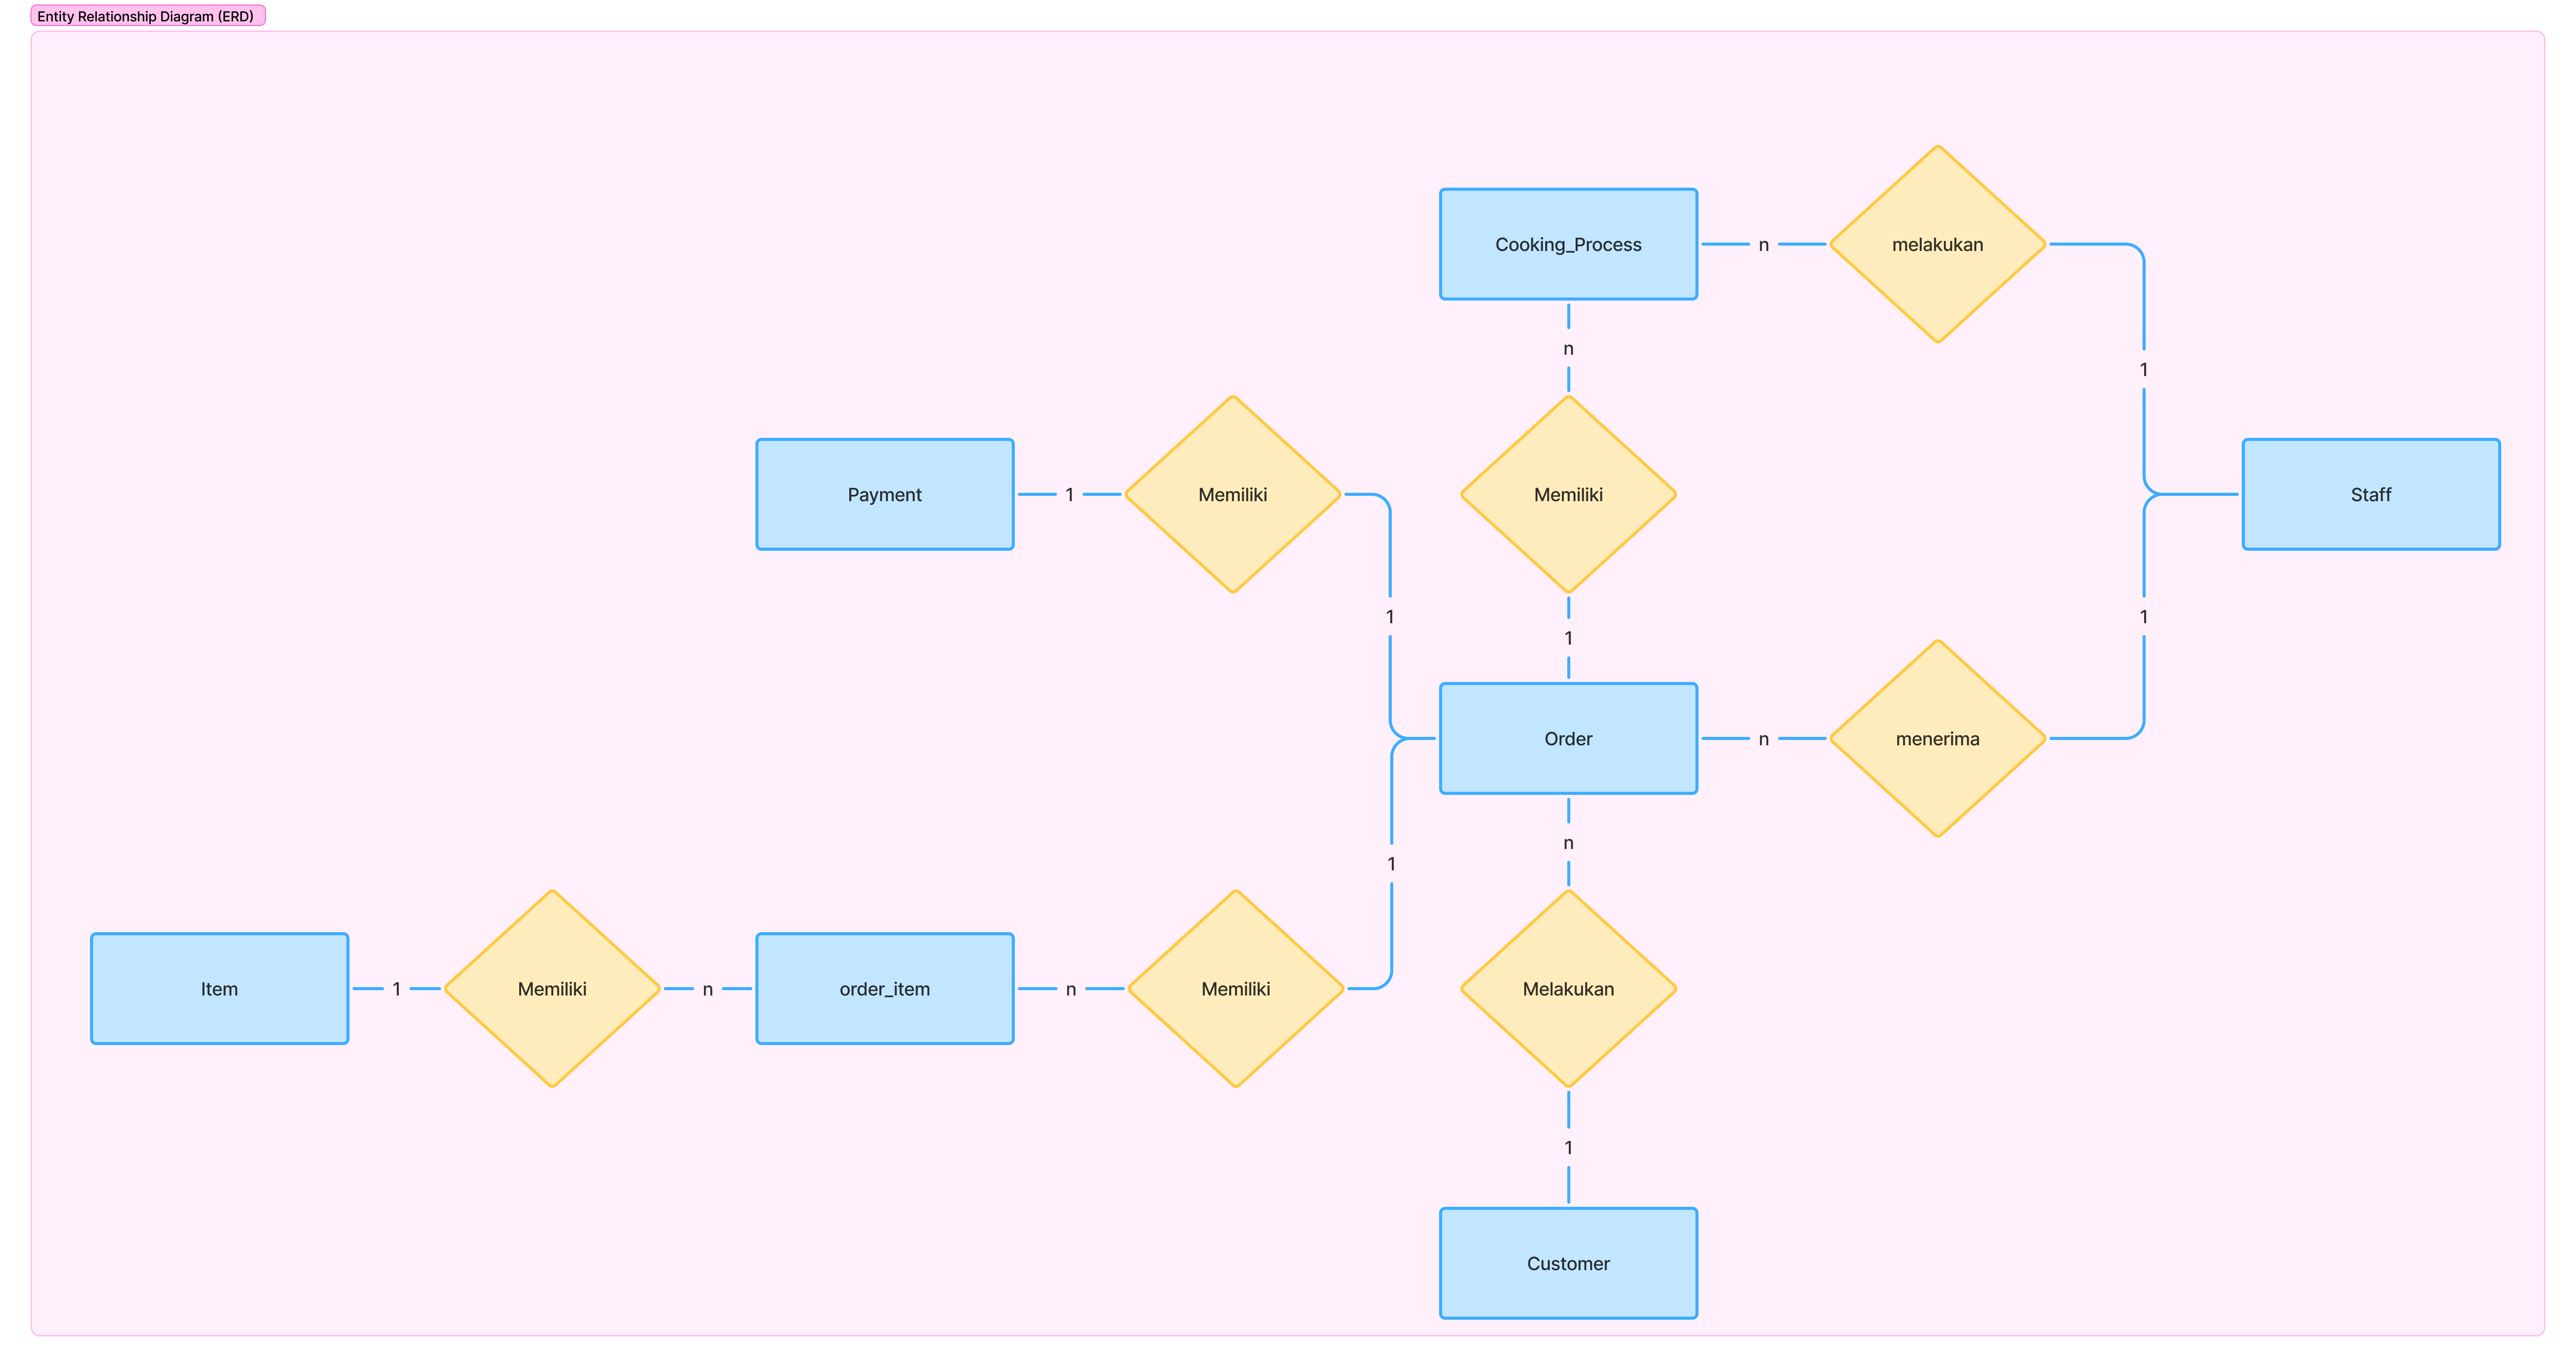 Entity Relationship Diagram (ERD)
Cooking_Process
n
melakukan
n
1
Payment
1
Memiliki
Memiliki
Staff
1
1
1
Order
n
menerima
n
1
Item
1
Memiliki
n
order_item
n
Memiliki
Melakukan
1
Customer